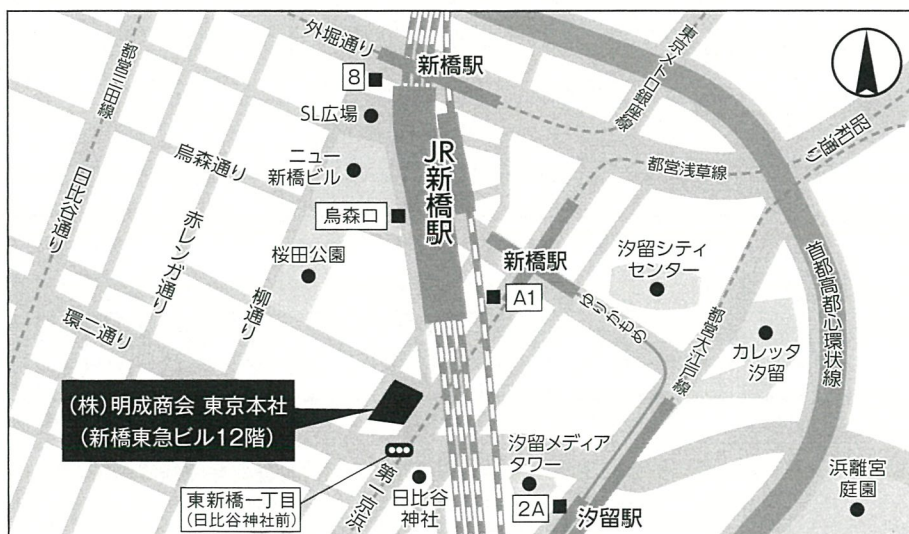 外堀通り
都営三田線
8
新橋駅
SL広場
東京メトロ銀座線
昭和通り
烏森通り
ニュー
新橋ビル
JR新橋駅
都営浅草線
日比谷通り
赤レンガ通り
烏森口
桜田公園
柳通り
新橋駅
A1
汐留シティ
センター
ゆりかもめ
都営大江戸線
首都高都心環状線
環二通り
カレッタ
汐留
(株)明成商会 東京本社
(新橋東急ビル12階)
東新橋一丁目
(日比谷神社前)
第一京浜
日比谷
神社
汐留メディア
タワー
2A
汐留駅
浜離宮
庭園